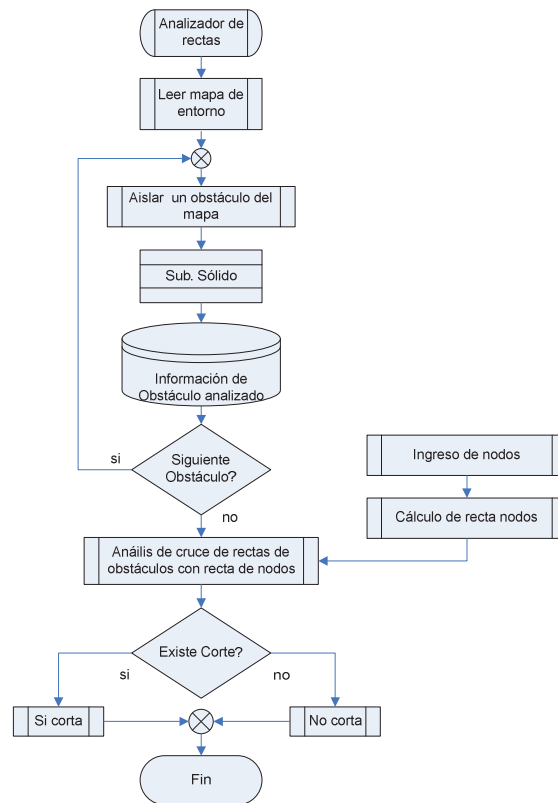 Analizador de
rectas
Leer mapa de
entorno
Aislar un obstáculo del
mapa
Sub. Sólido
Información de
Obstáculo analizado
si
Siguiente
Obstáculo?
no
Ingreso de nodos
Cálculo de recta nodos
Anáilis de cruce de rectas de
obstáculos con recta de nodos
Existe Corte?
si
no
Si corta
No corta
Fin